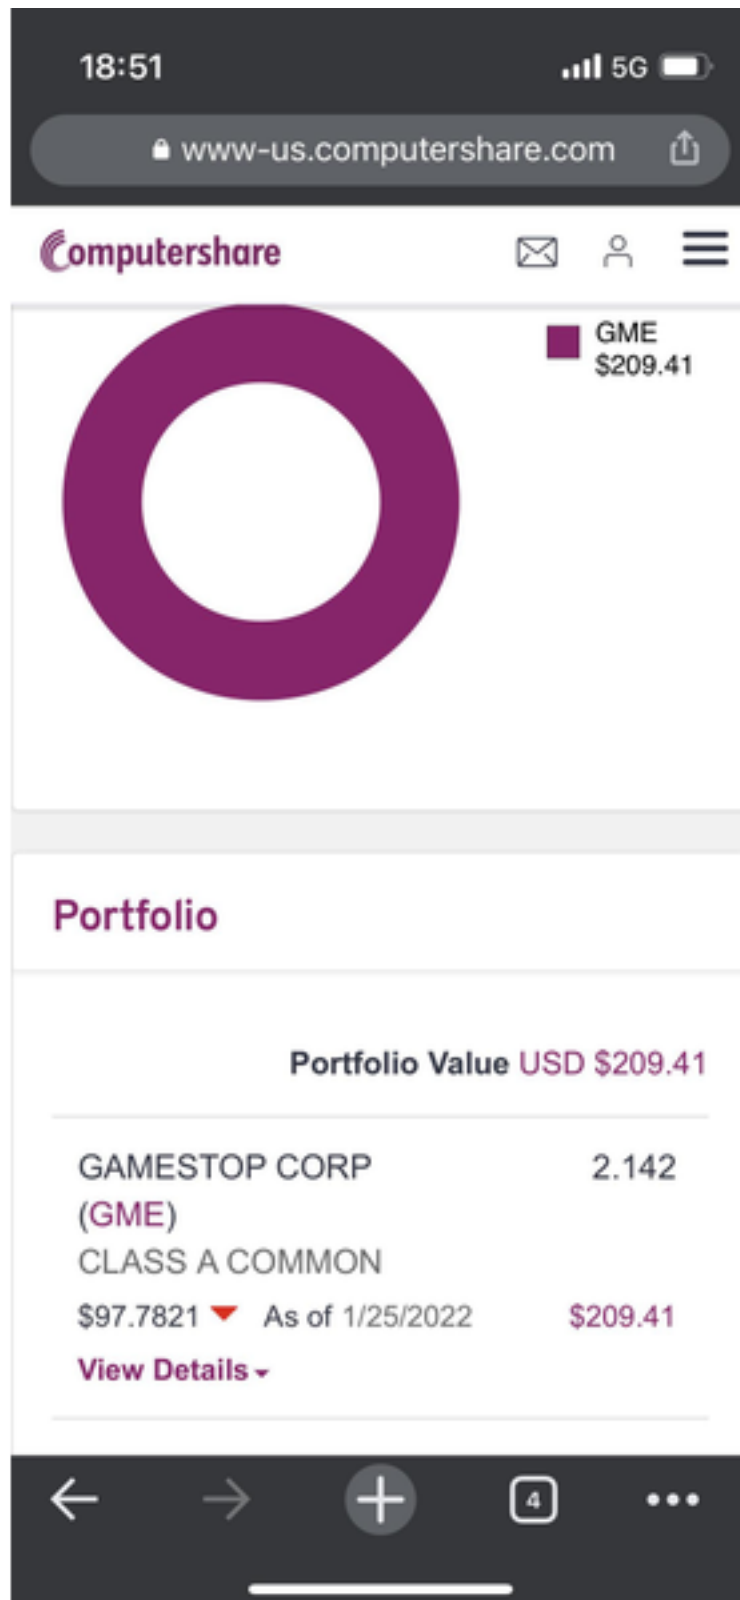 18:51 5G
www-us.computershare.com
Computershare
GME
$209.41
Portfolio
Portfolio Value USD $209.41
GAMESTOP CORP 2.142
(GME)
CLASS A COMMON
$97.7821 As of 1/25/2022 $209.41
View Details
4